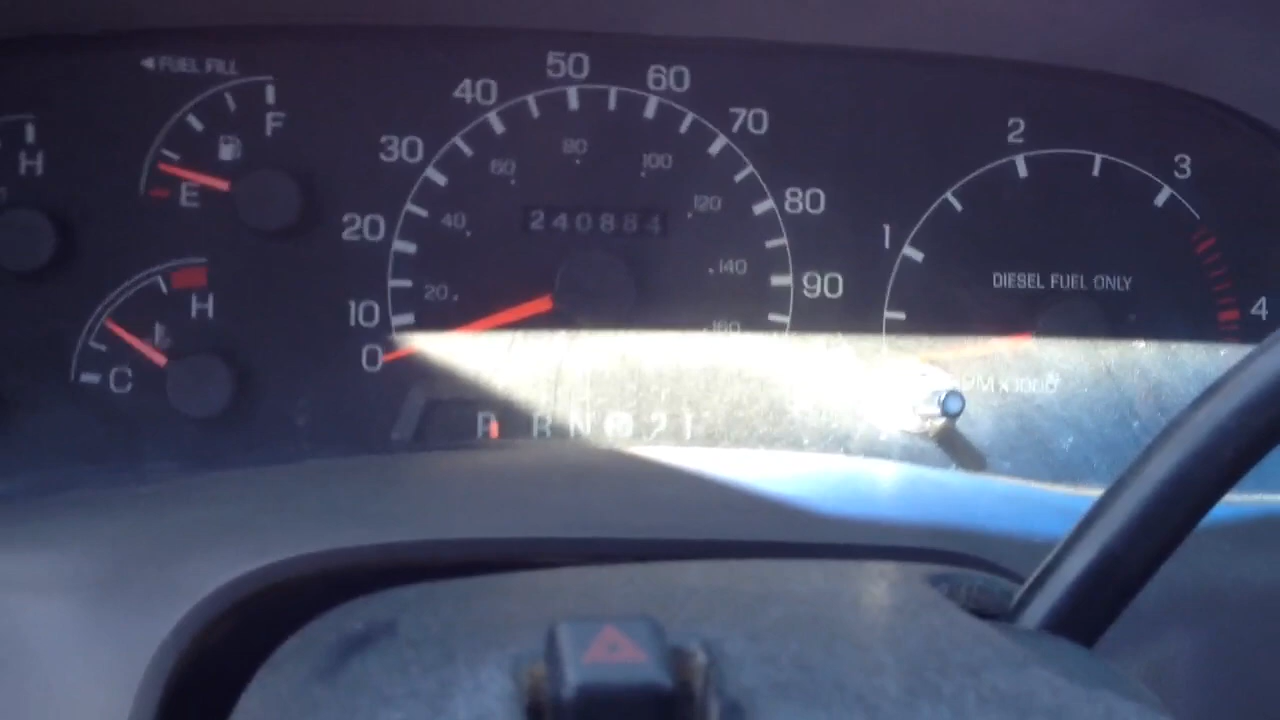 ◄ FUEL FILL
F
E
H
H
C
0
10
20
30
40
50
60
70
80
90
20
40
60
80
100
120
140
160
240884
P R N D 2 1
1
2
3
4
DIESEL FUEL ONLY
RPM x 1000